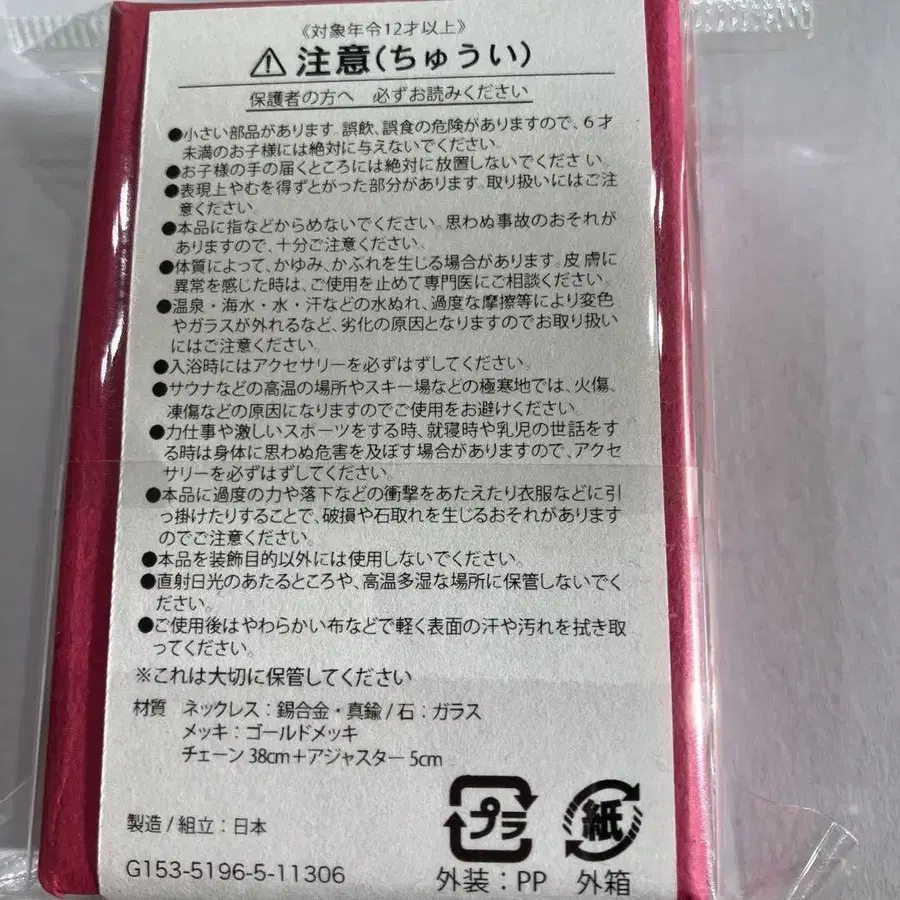 《対象年令12才以上》
⚠ 注意(ちゅうい)
保護者の方へ 必ずお読みください
●小さい部品があります。誤飲、誤食の危険がありますので、6才
未満のお子様には絶対に与えないでください。
●お子様の手の届くところには絶対に放置しないでください。
●表現上やむを得ずとがった部分があります。取り扱いにはご注
意ください。
●本品に指などからめないでください。思わぬ事故のおそれが
ありますので、十分ご注意ください。
●体質によって、かゆみ、かぶれを生じる場合があります。皮膚に
異常を感じた時は、ご使用を止めて専門医にご相談ください。
●温泉・海水・水・汗などの水ぬれ、過度な摩擦等により変色
やガラスが外れるなど、劣化の原因となりますのでお取り扱い
にはご注意ください。
●入浴時にはアクセサリーを必ずはずしてください。
●サウナなどの高温の場所やスキー場などの極寒地では、火傷、
凍傷などの原因になりますのでご使用をお避けください。
●力仕事や激しいスポーツをする時、就寝時や乳児の世話をす
る時は身体に思わぬ危害を及ぼす場合がありますので、アクセ
サリーを必ずはずしてください。
●本品に過度の力や落下などの衝撃をあたえたり衣服などに引
っ掛けたりすることで、破損や石取れを生じるおそれがあります
のでご注意ください。
●本品を装飾目的以外には使用しないでください。
●直射日光のあたるところや、高温多湿な場所に保管しないでく
ださい。
●ご使用後はやわらかい布などで軽く表面の汗や汚れを拭き取
ってください。
※これは大切に保管してください
材質 ネックレス:錫合金・真鍮/石:ガラス
メッキ:ゴールドメッキ
チェーン38cm+アジャスター5cm
製造/組立:日本
G153-5196-5-11306
プラ
外装:PP
紙
外箱